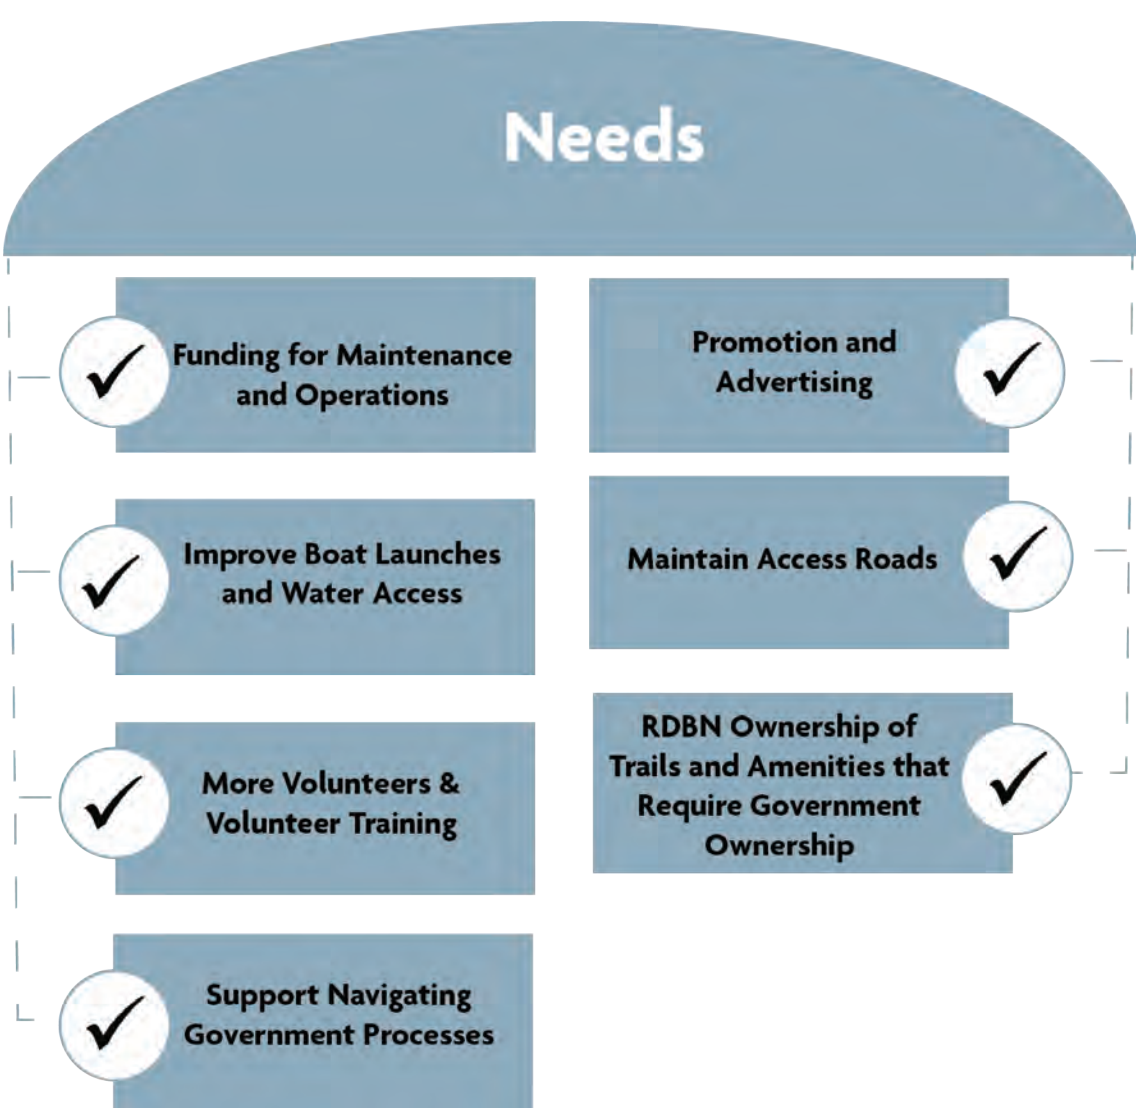 Needs
Funding for Maintenance
and Operations
Improve Boat Launches
and Water Access
More Volunteers &
Volunteer Training
Support Navigating
Government Processes
Promotion and
Advertising
Maintain Access Roads
RDBN Ownership of
Trails and Amenities that
Require Government
Ownership